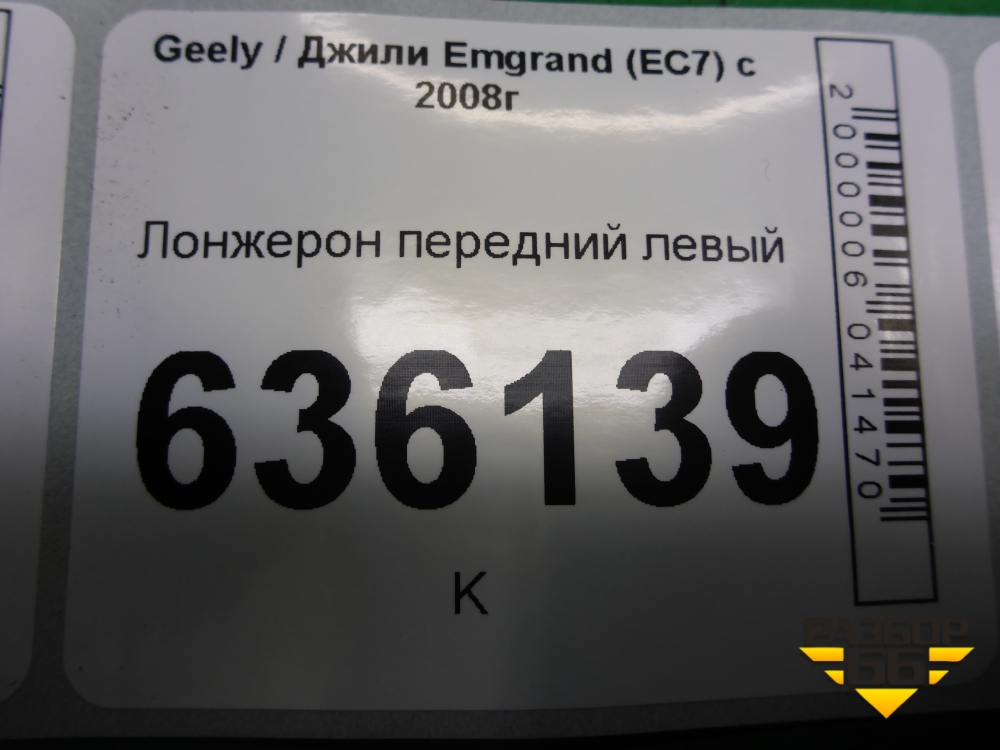 Geely / Джили Emgrand (EC7) с
2008г
Лонжерон передний левый
636139
К
2000006041470
РАЗБОР
66